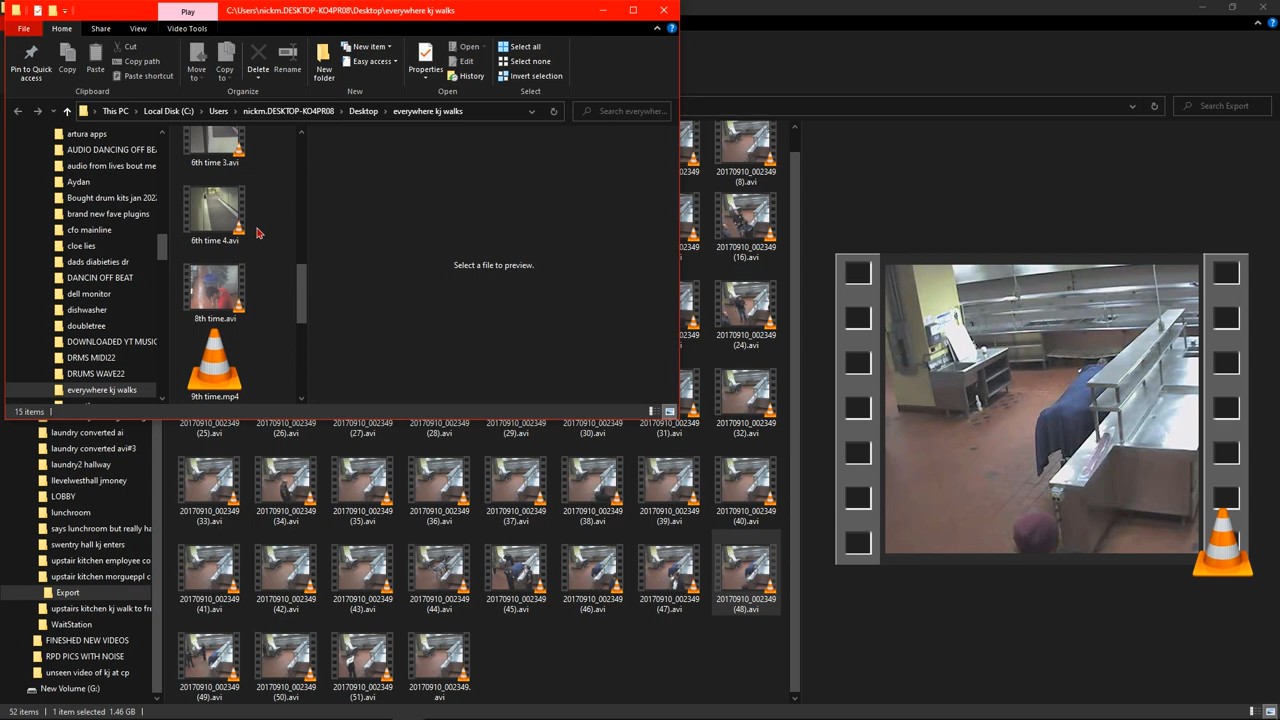 Play
C:\Users\nickm.DESKTOP-KO4PR08\Desktop\everywhere kj walks
File
Home
Share
View
Video Tools
Pin to Quick access
Copy
Paste
Cut
Copy path
Paste shortcut
Clipboard
Move to
Copy to
Delete
Rename
Organize
New folder
New item
Easy access
New
Properties
Open
Edit
History
Open
Select all
Select none
Invert selection
Select
This PC
Local Disk (C:)
Users
nickm.DESKTOP-KO4PR08
Desktop
everywhere kj walks
Search everywher...
Search Export
artura apps
AUDIO DANCING OFF BEA
audio from lives bout me
Aydan
Bought drum kits jan 202
brand new fave plugins
cfo mainline
cloe lies
dads diabieties dr
DANCIN OFF BEAT
dell monitor
dishwasher
doubletree
DOWNLOADED YT MUSIC
DRMS MIDI22
DRUMS WAVE22
everywhere kj walks
6th time 3.avi
6th time 4.avi
8th time.avi
9th time.mp4
Select a file to preview.
15 items
20170910_002349 (8).avi
20170910_002349 (16).avi
20170910_002349 (24).avi
20170910_002349 (32).avi
(25).avi
(26).avi
(27).avi
(28).avi
(29).avi
(30).avi
(31).avi
laundry converted ai
laundry converted avi#3
laundry2 hallway
llevelwesthall jmoney
LOBBY
lunchroom
says lunchroom but really ha
swentry hall kj enters
upstair kitchen employee co
upstair kitchen morgueppl c
Export
upstairs kitchen kj walk to fre
WaitStation
FINESHED NEW VIDEOS
RPD PICS WITH NOISE
unseen video of kj at cp
New Volume (G:)
20170910_002349 (33).avi
20170910_002349 (34).avi
20170910_002349 (35).avi
20170910_002349 (36).avi
20170910_002349 (37).avi
20170910_002349 (38).avi
20170910_002349 (39).avi
20170910_002349 (40).avi
20170910_002349 (41).avi
20170910_002349 (42).avi
20170910_002349 (43).avi
20170910_002349 (44).avi
20170910_002349 (45).avi
20170910_002349 (46).avi
20170910_002349 (47).avi
20170910_002349 (48).avi
20170910_002349 (49).avi
20170910_002349 (50).avi
20170910_002349 (51).avi
20170910_002349.avi
52 items
1 item selected 1.46 GB